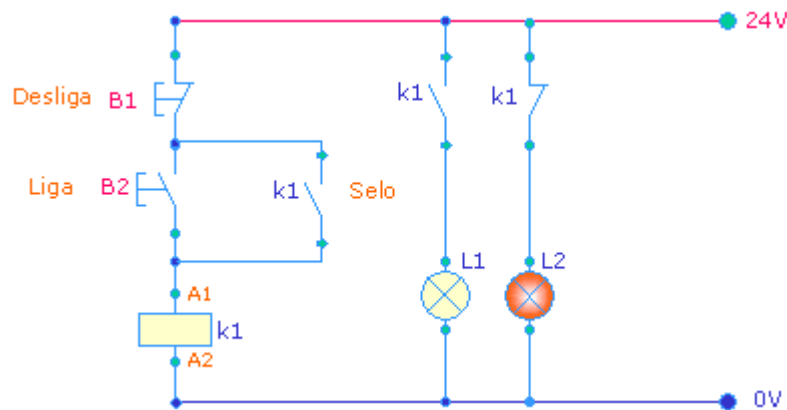 24V
Desliga B1 k1 k1
Liga B2 k1 Selo
L1 L2
A1
k1
A2
0V